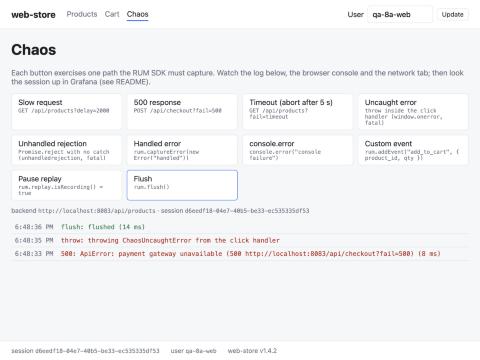 web-store Products Cart Chaos User qa-8a-web Update
Chaos
Each button exercises one path the RUM SDK must capture. Watch the log below, the browser console and the network tab; then look
the session up in Grafana (see README).
Slow request
GET /api/products?delay=2000
500 response
POST /api/checkout?fail=500
Timeout (abort after 5 s)
GET /api/products?
fail=timeout
Uncaught error
throw inside the click
handler (window.onerror,
fatal)
Unhandled rejection
Promise.reject with no catch
(unhandledrejection, fatal)
Handled error
rum.captureError(new
Error("handled"))
console.error
console.error("console
failure")
Custom event
rum.addEvent("add_to_cart", {
product_id, qty })
Pause replay
rum.replay.isRecording() =
true
Flush
rum.flush()
backend http://localhost:8083/api/products · session d6eedf18-04e7-40b5-be33-ec535335df53
6:48:36 PM flush: flushed (14 ms)
6:48:35 PM throw: throwing ChaosUncaughtError from the click handler
6:48:33 PM 500: ApiError: payment gateway unavailable (500 http://localhost:8083/api/checkout?fail=500) (8 ms)
session d6eedf18-04e7-40b5-be33-ec535335df53 user qa-8a-web web-store v1.4.2